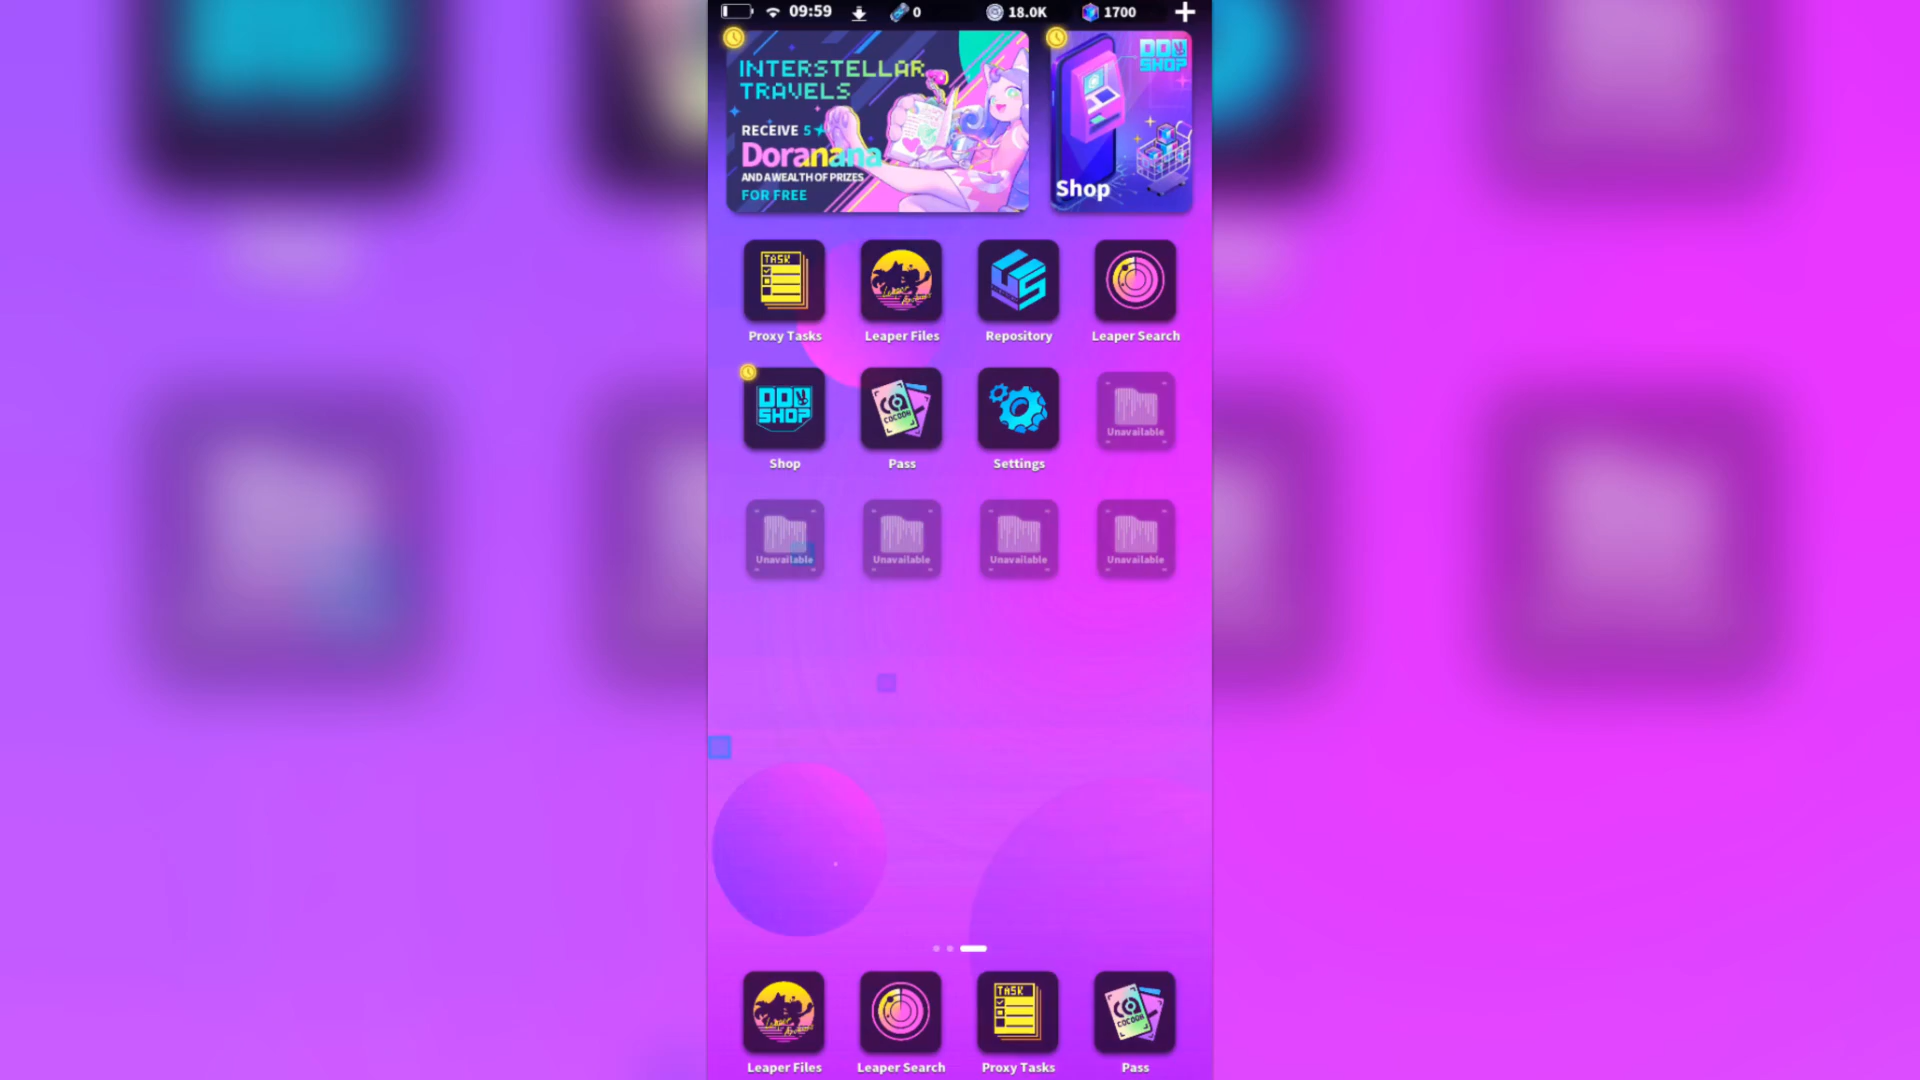 09:59 0 18.0K 1700
INTERSTELLAR
TRAVELS
RECEIVE 5
Doranana
AND A WEALTH OF PRIZES
FOR FREE
DD
SHOP
Shop
TASK
Proxy Tasks
Leaper Files
Repository
Leaper Search
DD
SHOP
COCOON
Unavailable
Shop
Pass
Settings
Unavailable
Unavailable
Unavailable
Unavailable
TASK
COCOON
Leaper Files
Leaper Search
Proxy Tasks
Pass